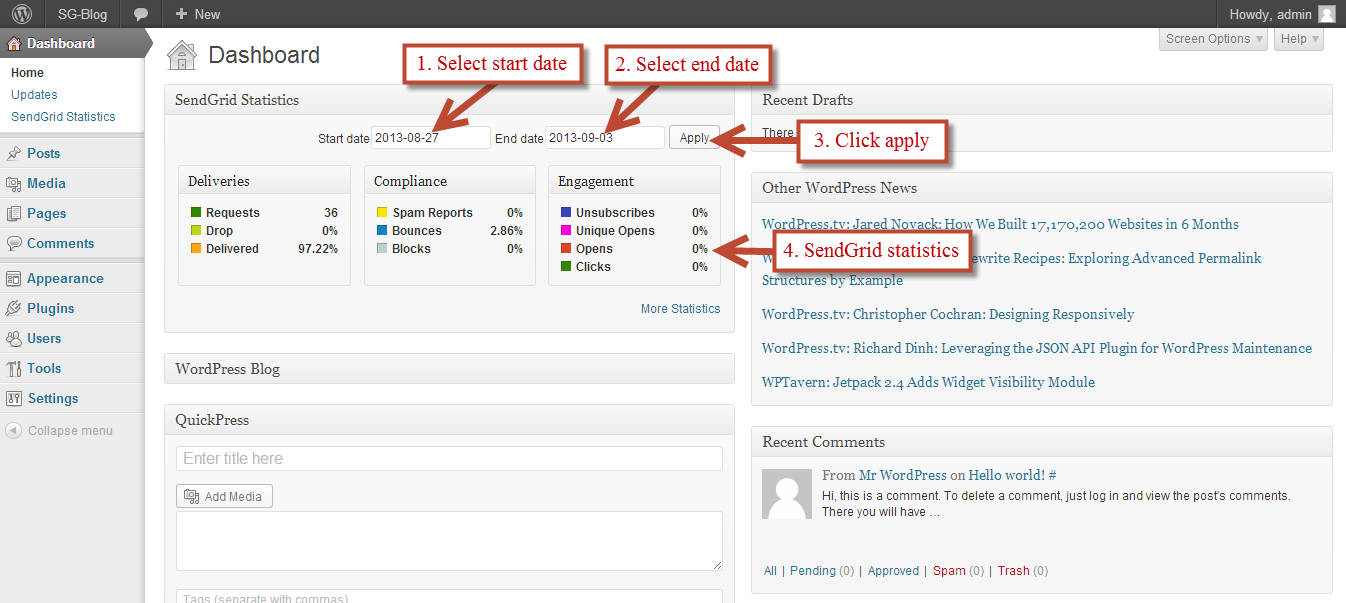 SG-Blog
New
Howdy, admin
Dashboard
Home
Updates
SendGrid Statistics
Posts
Media
Pages
Comments
Appearance
Plugins
Users
Tools
Settings
Collapse menu
Screen Options
Help
Dashboard
1. Select start date
2. Select end date
SendGrid Statistics
Start date 2013-08-27 End date 2013-09-03 Apply
3. Click apply
Deliveries
Requests 36
Drop 0%
Delivered 97.22%
Compliance
Spam Reports 0%
Bounces 2.86%
Blocks 0%
Engagement
Unsubscribes 0%
Unique Opens 0%
Opens 0%
Clicks 0%
4. SendGrid statistics
More Statistics
WordPress Blog
QuickPress
Enter title here
Add Media
Tags (separate with commas)
Recent Drafts
There
Other WordPress News
WordPress.tv: Jared Novack: How We Built 17,170,200 Websites in 6 Months
ewrite Recipes: Exploring Advanced Permalink
Structures by Example
WordPress.tv: Christopher Cochran: Designing Responsively
WordPress.tv: Richard Dinh: Leveraging the JSON API Plugin for WordPress Maintenance
WPTavern: Jetpack 2.4 Adds Widget Visibility Module
Recent Comments
From Mr WordPress on Hello world! #
Hi, this is a comment. To delete a comment, just log in and view the post's comments.
There you will have ...
All | Pending (0) | Approved | Spam (0) | Trash (0)